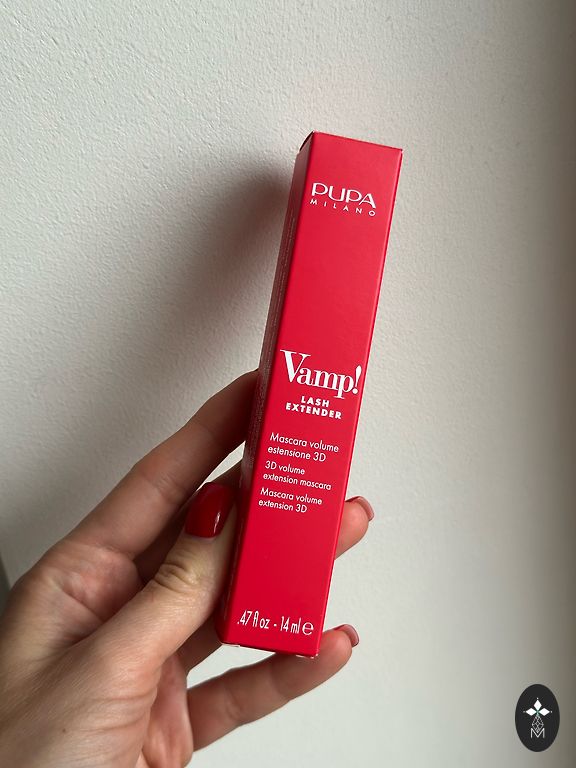 PUPA
MILANO
Vamp!
LASH
EXTENDER
Mascara volume
estensione 3D
3D volume
extension mascara
Mascara volume
extension 3D
.47 fl oz - 14 ml e
M